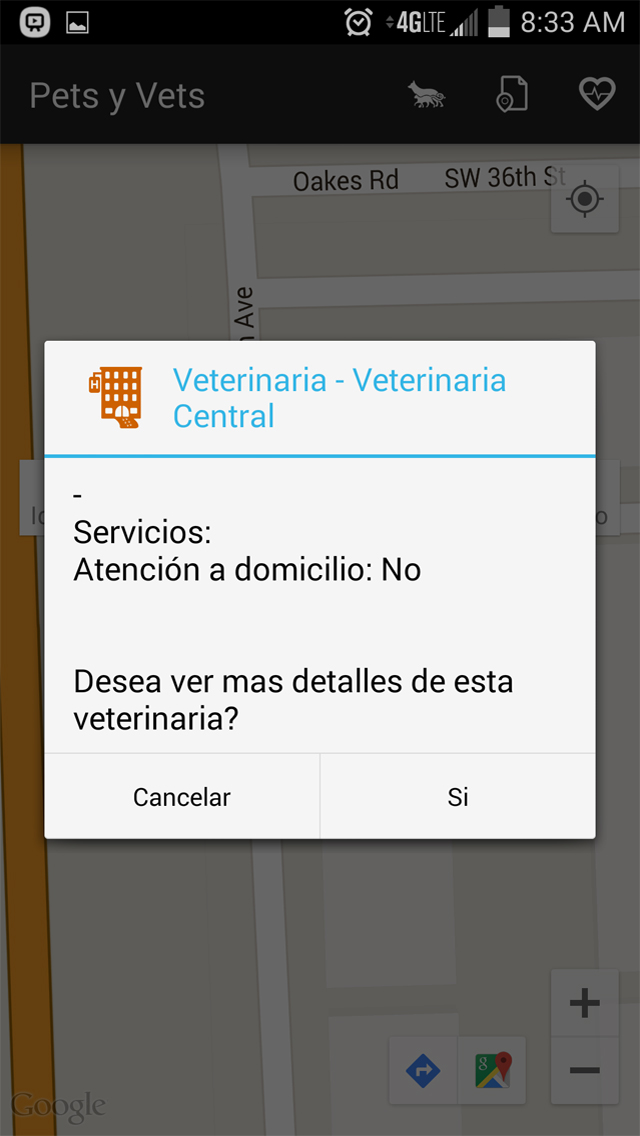 4G LTE 8:33 AM
Pets y Vets
Oakes Rd SW 36th St
Ave
H
Veterinaria - Veterinaria
Central
-
Servicios:
Atención a domicilio: No
Desea ver mas detalles de esta
veterinaria?
Cancelar Si
+
−
g
Google